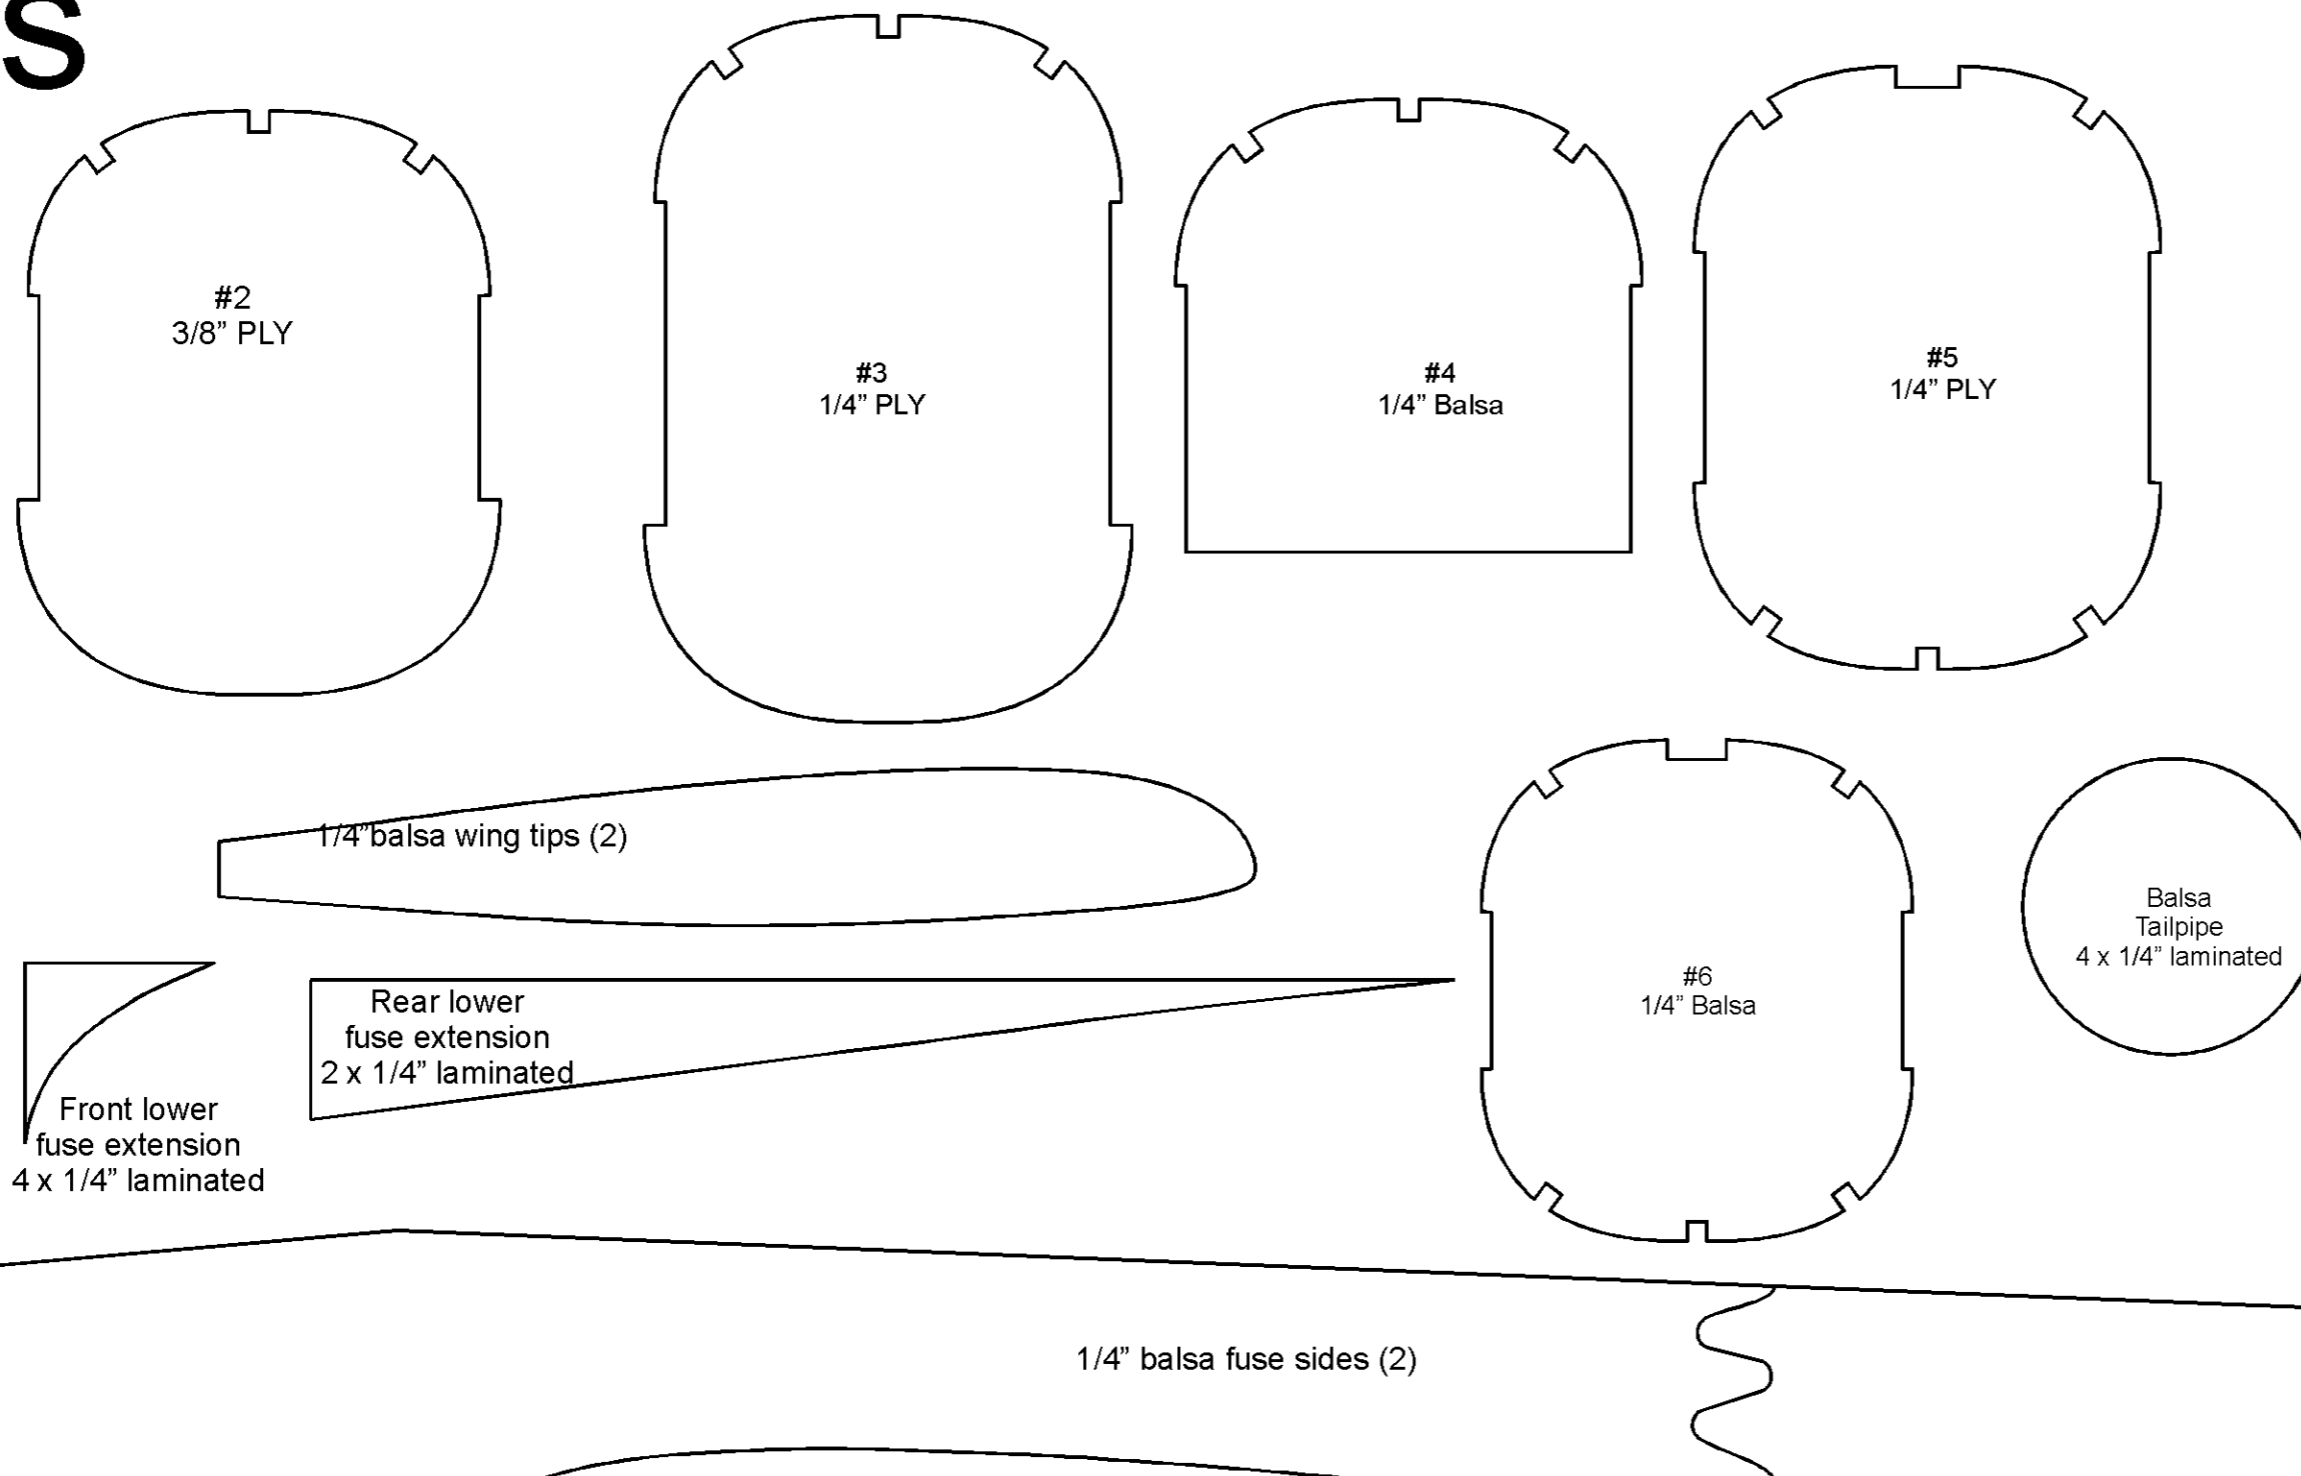 S
#2
3/8” PLY
#3
1/4” PLY
#4
1/4” Balsa
#5
1/4” PLY
1/4”balsa wing tips (2)
Balsa
Tailpipe
4 x 1/4” laminated
#6
1/4” Balsa
Rear lower
fuse extension
2 x 1/4” laminated
Front lower
fuse extension
4 x 1/4” laminated
1/4” balsa fuse sides (2)